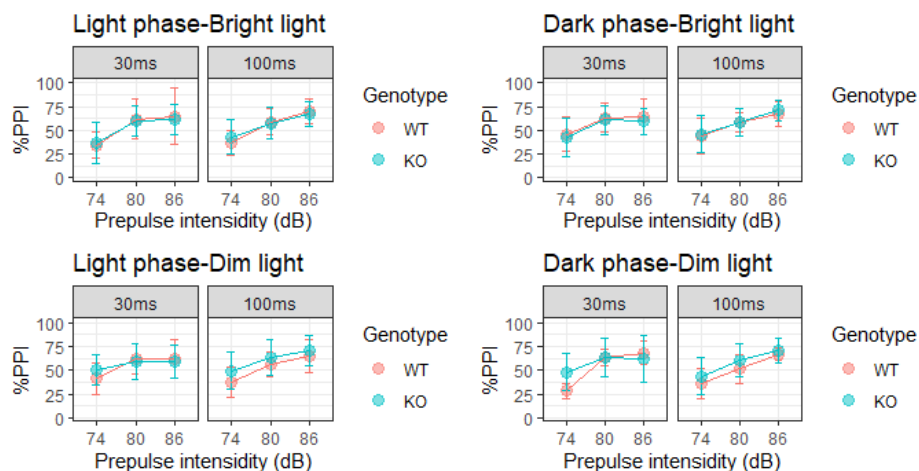 Light phase-Bright light
30ms 100ms
100
75
50
25
0
%PPI
74 80 86 74 80 86
Prepulse intensidity (dB)
Genotype
WT
KO
Dark phase-Bright light
30ms 100ms
100
75
50
25
0
%PPI
74 80 86 74 80 86
Prepulse intensidity (dB)
Genotype
WT
KO
Light phase-Dim light
30ms 100ms
100
75
50
25
0
%PPI
74 80 86 74 80 86
Prepulse intensidity (dB)
Genotype
WT
KO
Dark phase-Dim light
30ms 100ms
100
75
50
25
0
%PPI
74 80 86 74 80 86
Prepulse intensidity (dB)
Genotype
WT
KO